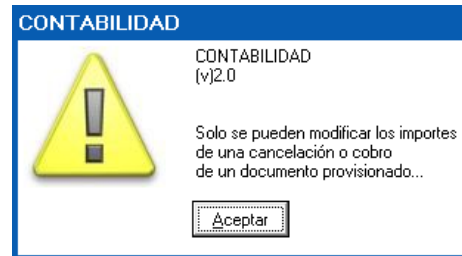 CONTABILIDAD
CONTABILIDAD
(v)2.0
Solo se pueden modificar los importes
de una cancelación o cobro
de un documento provisionado...
Aceptar